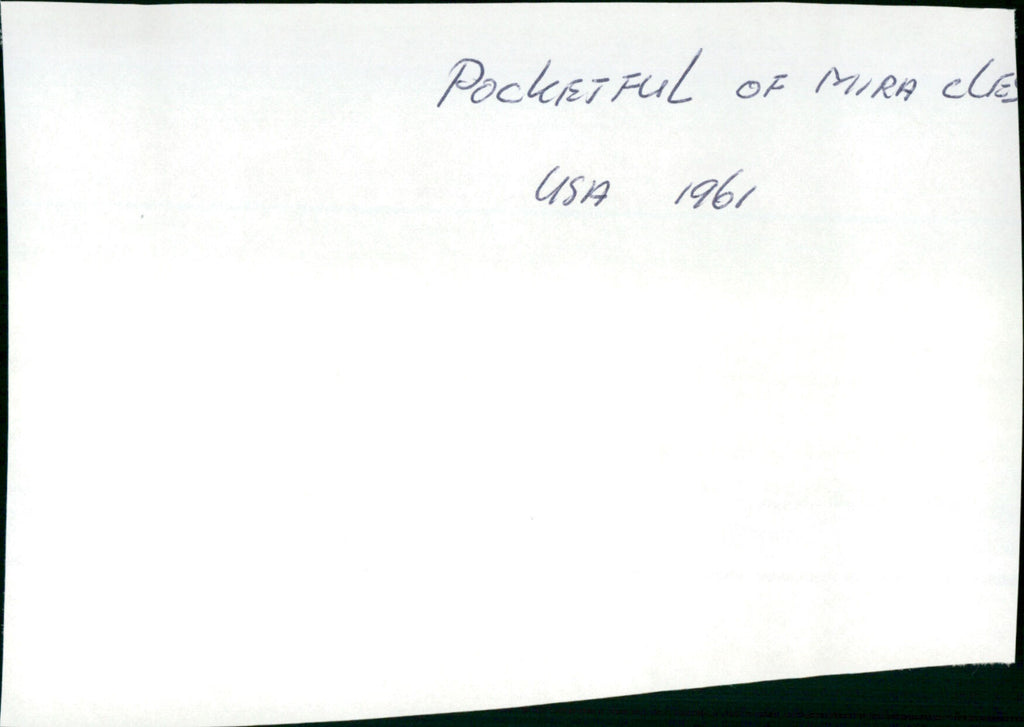 POCKETFUL OF MIRACLES
USA 1961